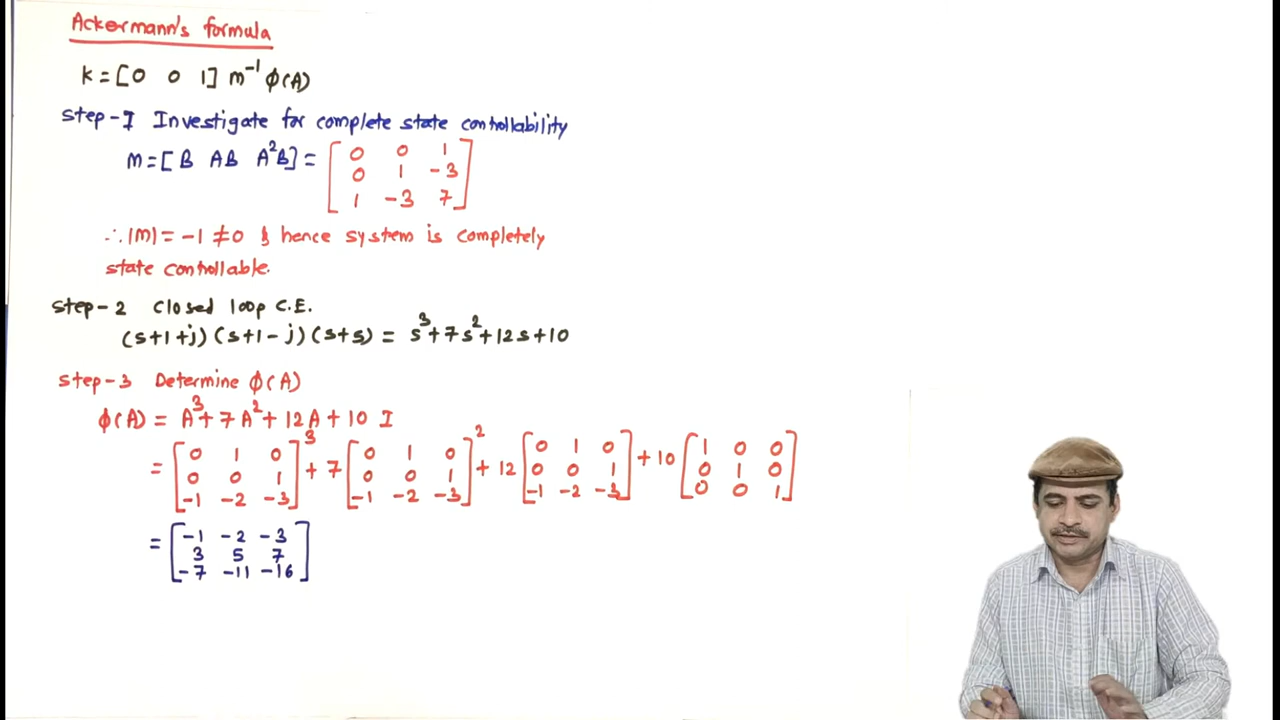 Ackermann's formula
k = [0 0 1] m⁻¹ φ(A)
Step-I Investigate for complete state controllability
m = [B AB A²B] = [0 0 1
0 1 -3
1 -3 7]
∴ |m| = -1 ≠ 0 & hence system is completely
state controllable.
Step-2 Closed loop C.E.
(s+1+j) (s+1-j) (s+5) = s³+7s²+12s+10
Step-3 Determine φ(A)
φ(A) = A³+7A²+12A+10 I
= [0 1 0; 0 0 1; -1 -2 -3]³ + 7 [0 1 0; 0 0 1; -1 -2 -3]² + 12 [0 1 0; 0 0 1; -1 -2 -3] + 10 [1 0 0; 0 1 0; 0 0 1]
= [-1 -2 -3
3 5 7
-7 -11 -16]